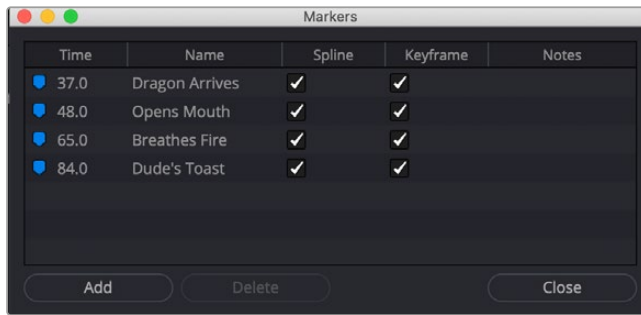 Markers
Time Name Spline Keyframe Notes
37.0 Dragon Arrives
48.0 Opens Mouth
65.0 Breathes Fire
84.0 Dude's Toast
Add Delete Close